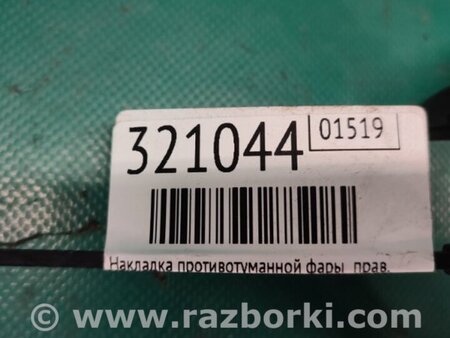 321044
01519
Накладка противотуманной фары прав.
© www.razborki.com